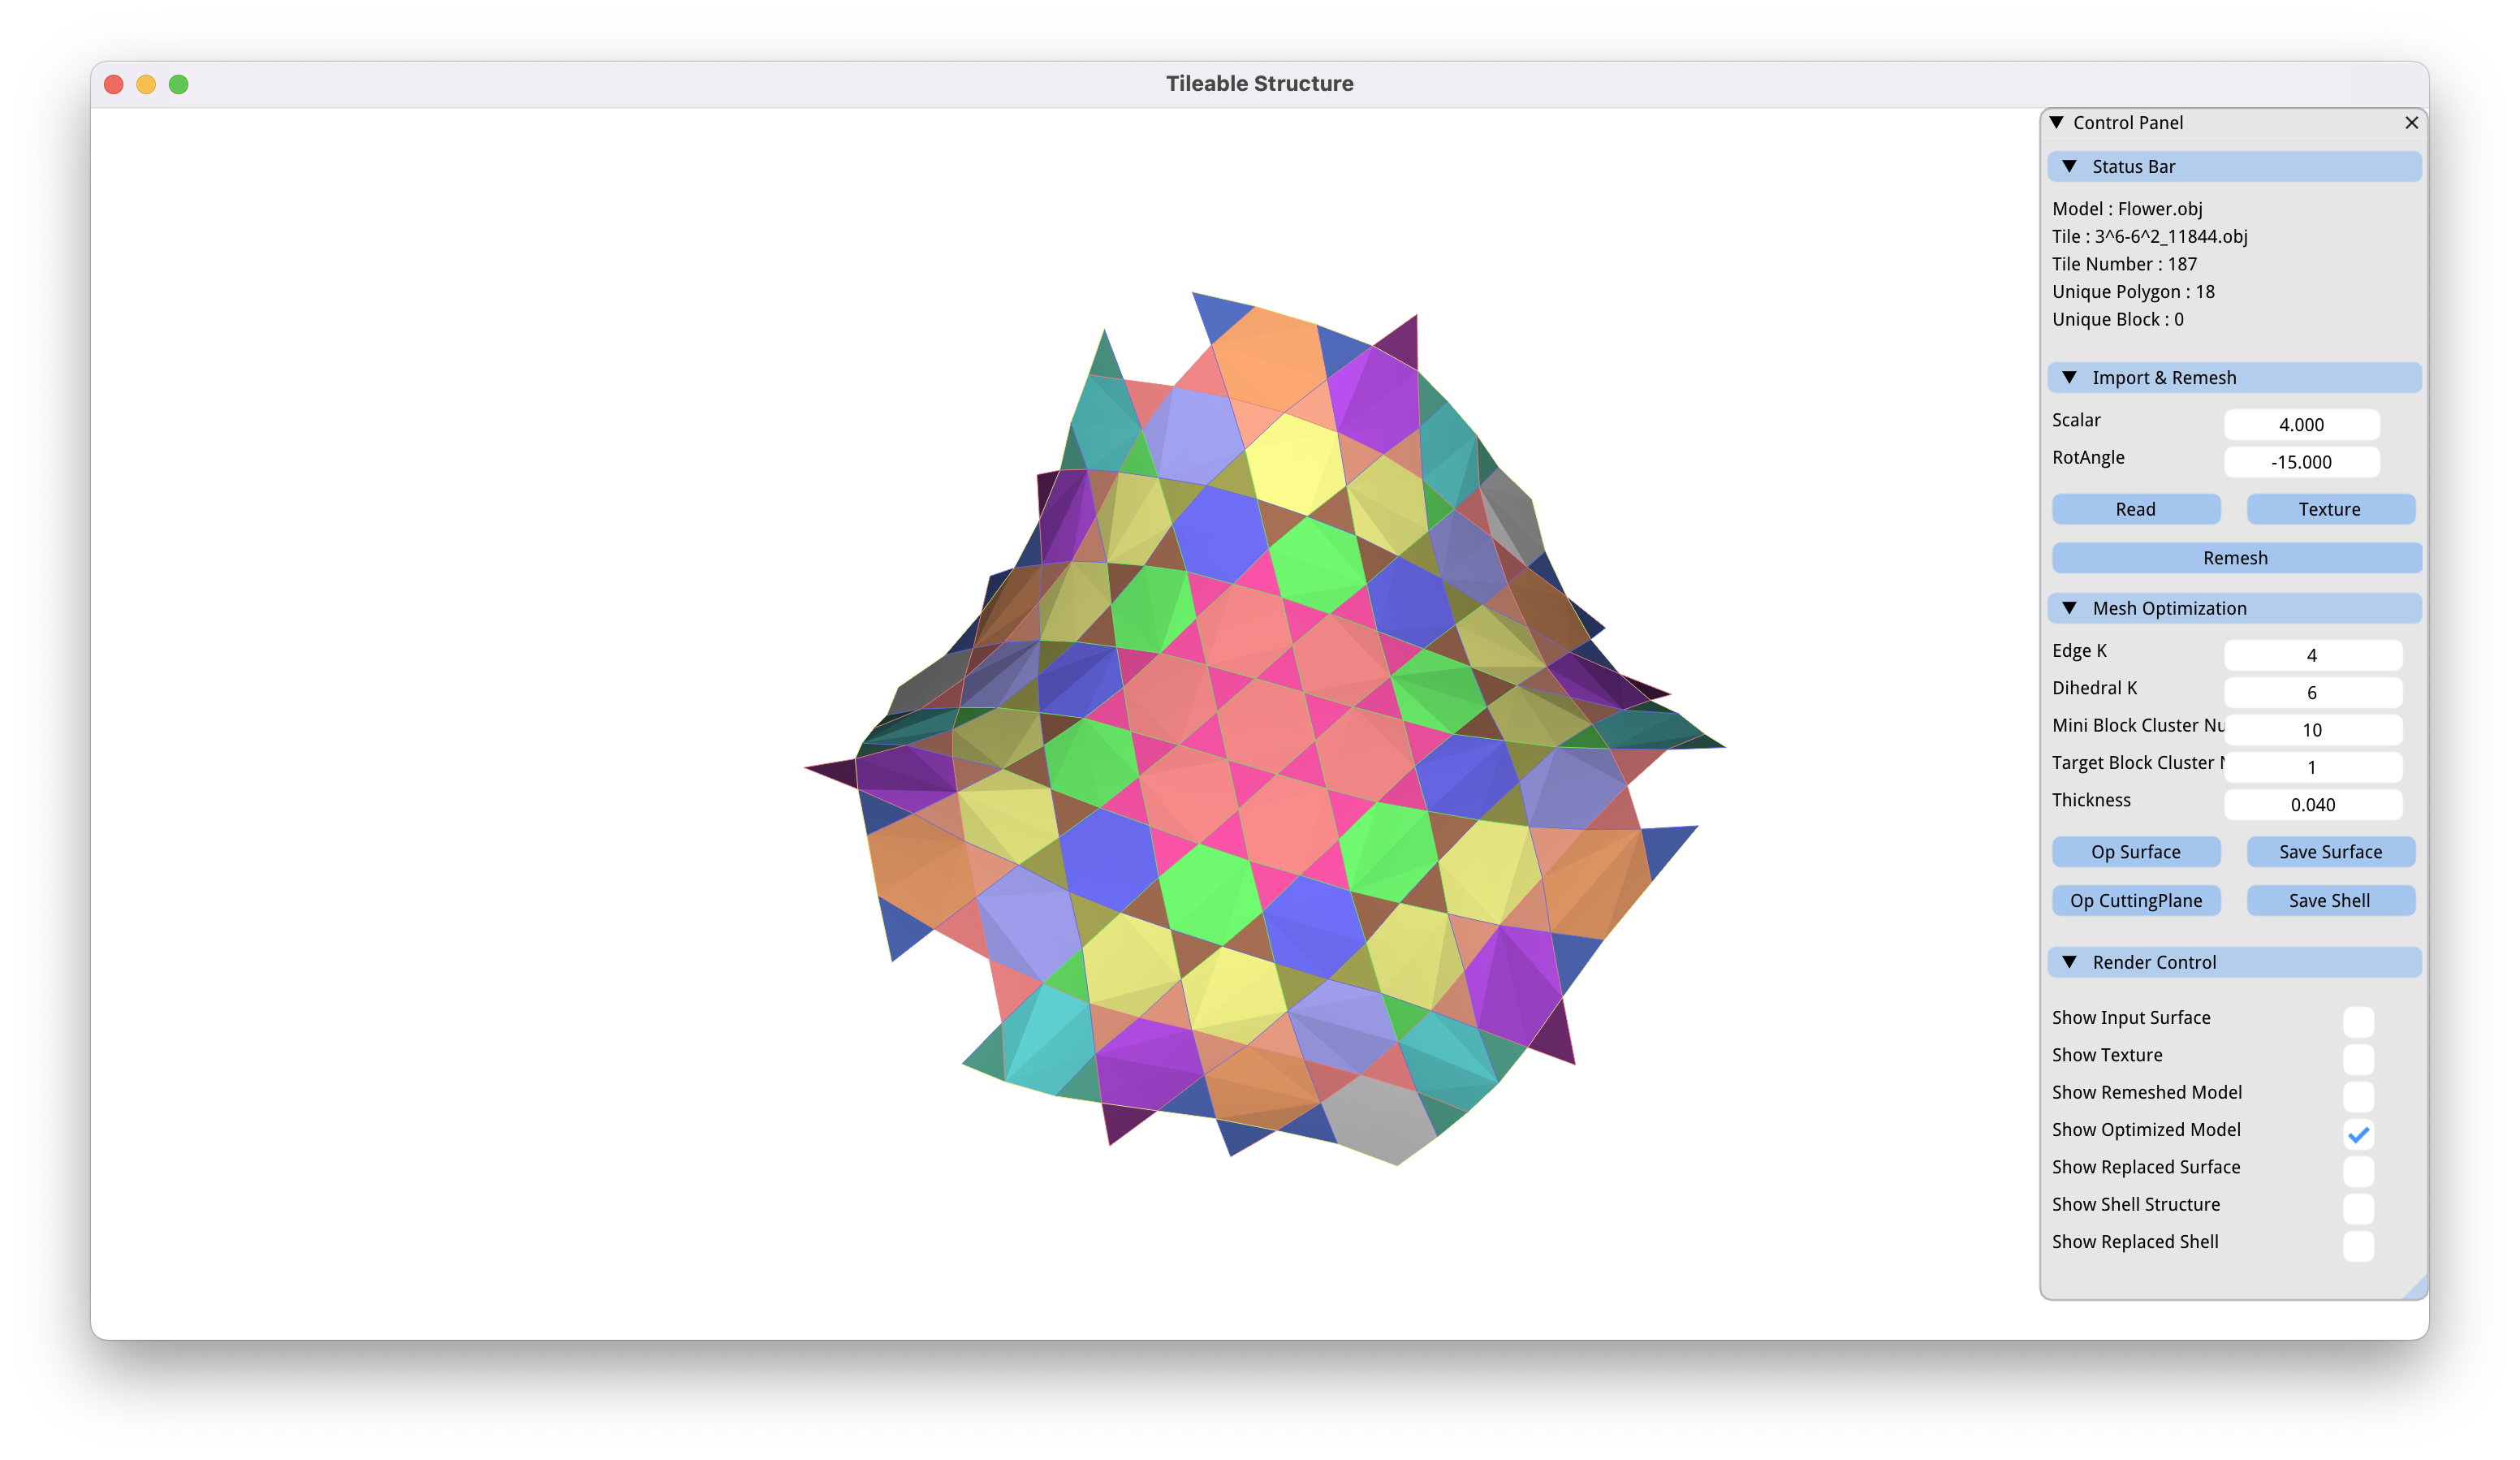 Tileable Structure
Control Panel
Status Bar
Model : Flower.obj
Tile : 3^6-6^2_11844.obj
Tile Number : 187
Unique Polygon : 18
Unique Block : 0
Import & Remesh
Scalar 4.000
RotAngle -15.000
Read Texture
Remesh
Mesh Optimization
Edge K 4
Dihedral K 6
Mini Block Cluster Nu 10
Target Block Cluster N 1
Thickness 0.040
Op Surface Save Surface
Op CuttingPlane Save Shell
Render Control
Show Input Surface
Show Texture
Show Remeshed Model
Show Optimized Model
Show Replaced Surface
Show Shell Structure
Show Replaced Shell